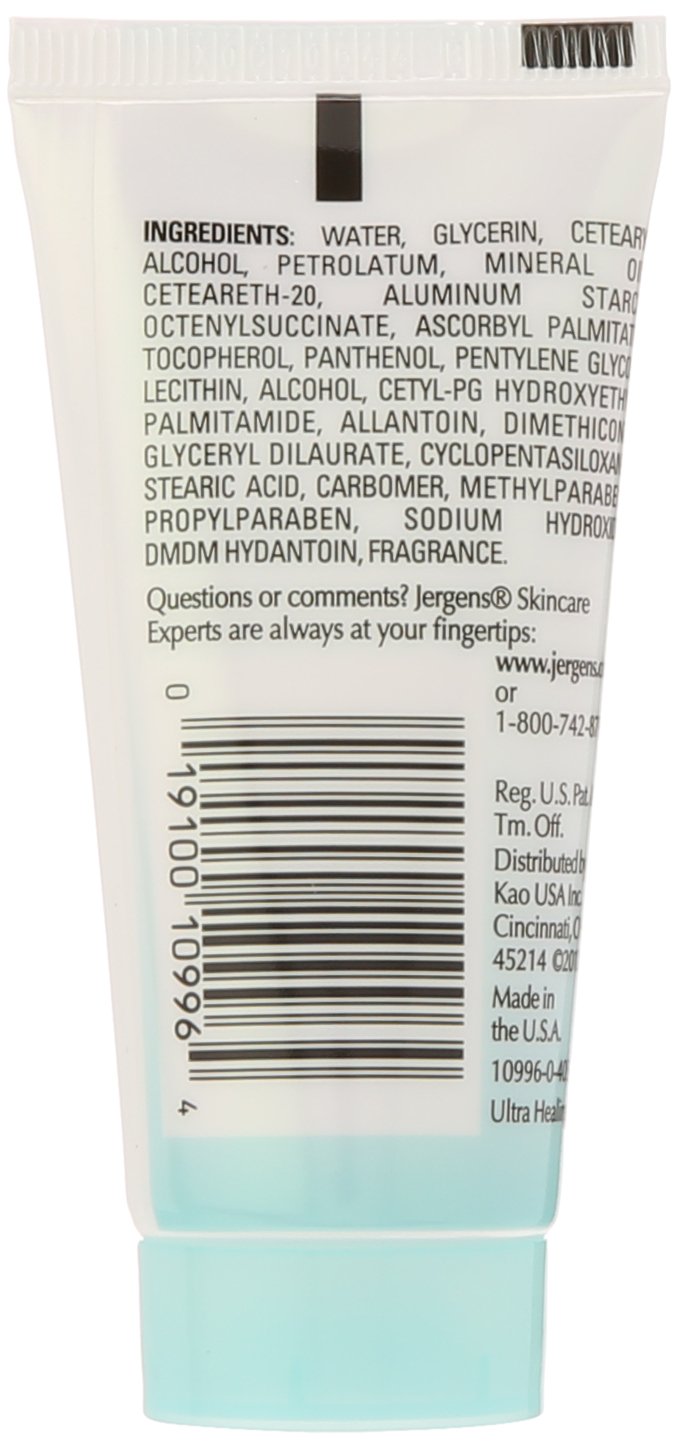 INGREDIENTS: WATER, GLYCERIN, CETEARY
ALCOHOL, PETROLATUM, MINERAL OI
CETEARETH-20, ALUMINUM STARC
OCTENYLSUCCINATE, ASCORBYL PALMITAT
TOCOPHEROL, PANTHENOL, PENTYLENE GLYCO
LECITHIN, ALCOHOL, CETYL-PG HYDROXYETH
PALMITAMIDE, ALLANTOIN, DIMETHICON
GLYCERYL DILAURATE, CYCLOPENTASILOXAN
STEARIC ACID, CARBOMER, METHYLPARABE
PROPYLPARABEN, SODIUM HYDROXI
DMDM HYDANTOIN, FRAGRANCE.
Questions or comments? Jergens® Skincare
Experts are always at your fingertips:
www.jergens.c
or
1-800-742-87
Reg. U.S. Pat.
Tm. Off.
Distributed b
Kao USA Inc.
Cincinnati, O
45214 ©201
Made in
the U.S.A.
10996-0-40
Ultra Healin
0 19100 10996 4